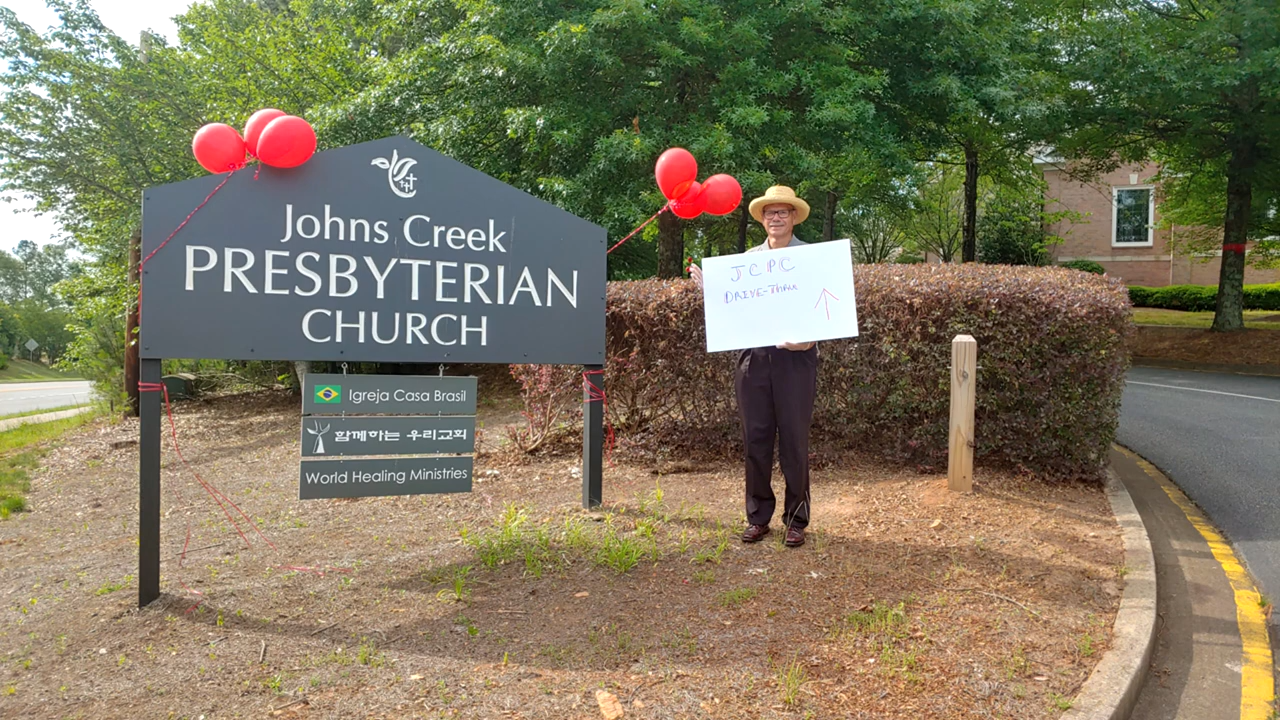 Johns Creek
PRESBYTERIAN
CHURCH
Igreja Casa Brasil
함께하는 우리교회
World Healing Ministries
JCPC
DRIVE-THRU